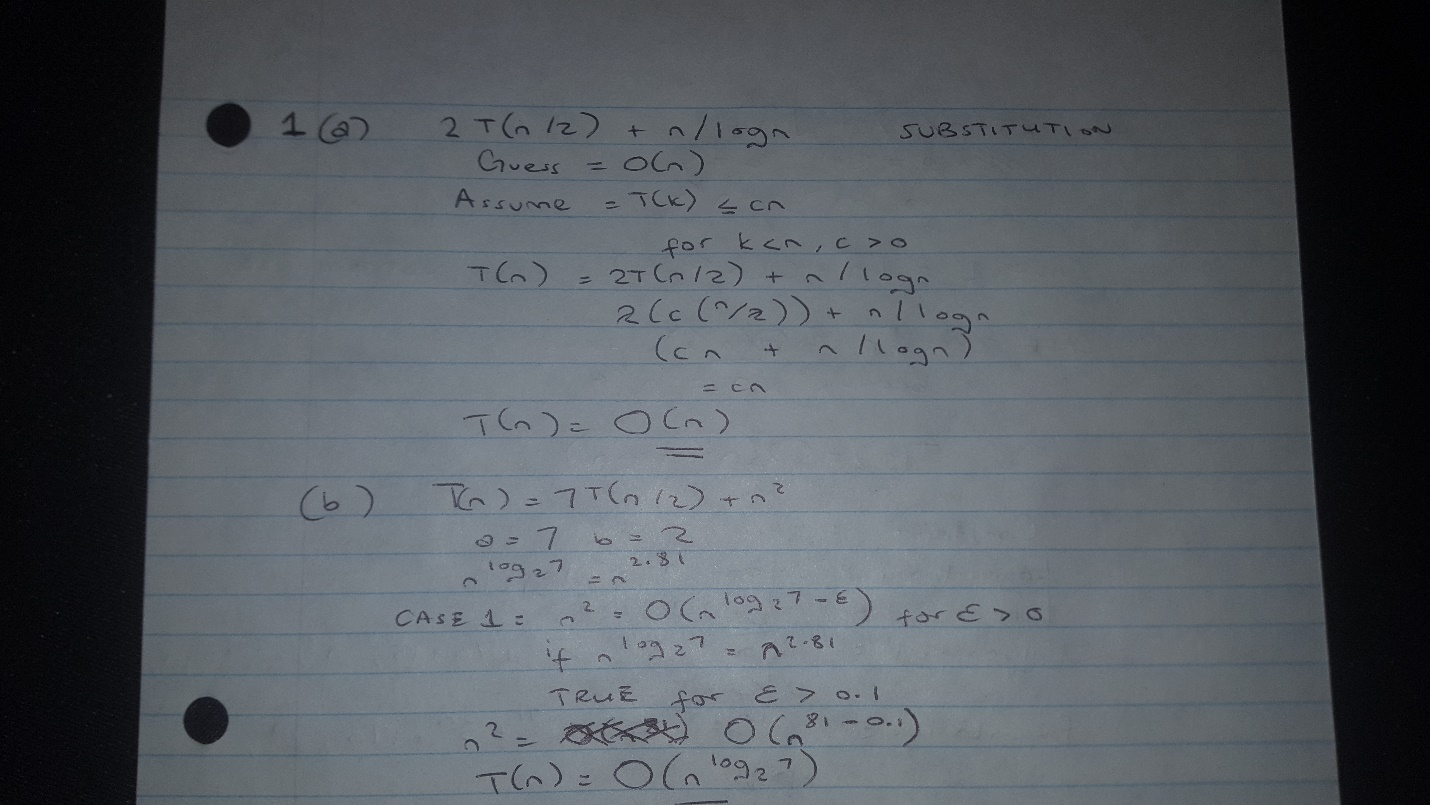 1 (a) 2 T(n/2) + n/logn SUBSTITUTION
Guess = O(n)
Assume = T(k) ≤ cn
for k<n, c>0
T(n) = 2T(n/2) + n/logn
2(c(n/2)) + n/logn
(cn + n/logn)
= cn
T(n) = O(n)
(b) T(n) = 7T(n/2) + n²
a = 7 b = 2
n^log₂7 = n^2.81
CASE 1 = n² = O(n^log₂7-ε) for ε > 0
if n^log₂7 = n^2.81
TRUE for ε > 0.1
n² = O(n^81-0.1)
T(n) = O(n^log₂7)